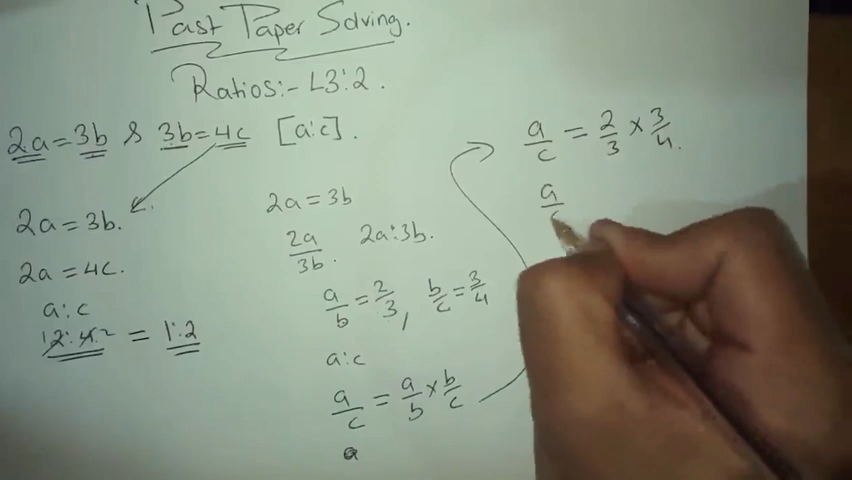 Past Paper Solving.
Ratios:- L3:2.
2a = 3b & 3b = 4c [a:c].
2a = 3b.
2a = 4c.
a:c
12:4.2 = 1:2
2a = 3b
2a/3b. 2a:3b.
a/b = 2/3, b/c = 3/4
a:c
a/c = a/b × b/c
a
a/c = 2/3 × 3/4.
a/c